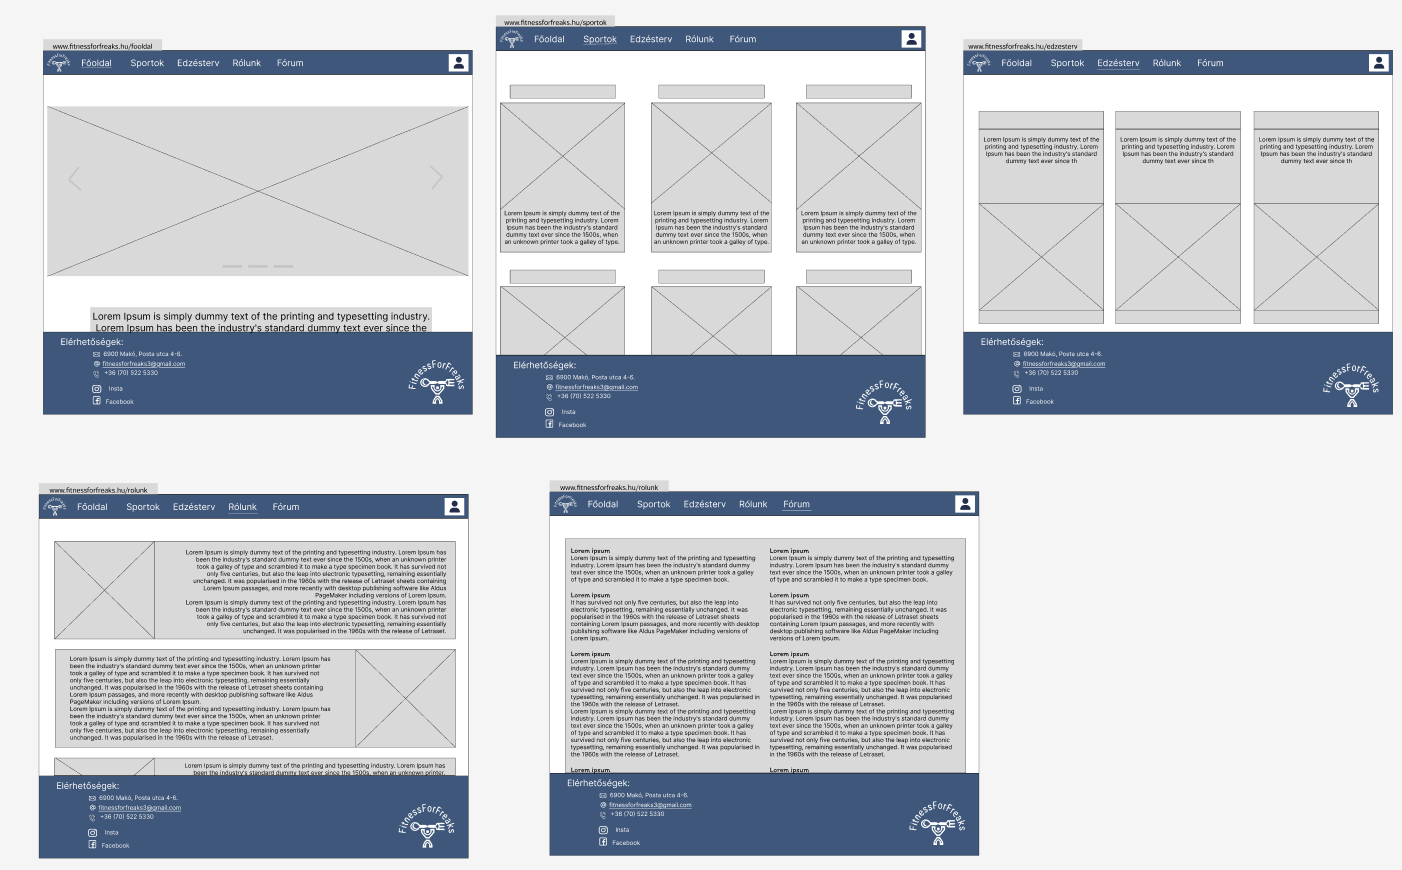 www.fitnessforfreaks.hu/fooldal
Főoldal Sportok Edzésterv Rólunk Fórum
Lorem Ipsum is simply dummy text of the printing and typesetting industry.
Lorem Ipsum has been the industry's standard dummy text ever since the
Elérhetőségek:
6900 Makó, Posta utca 4-6.
fitnessforfreaks3@gmail.com
+36 (70) 522 5330
Insta
Facebook
FitnessForFreaks
www.fitnessforfreaks.hu/sportok
Főoldal Sportok Edzésterv Rólunk Fórum
Lorem Ipsum is simply dummy text of the
printing and typesetting industry. Lorem
Ipsum has been the industry's standard
dummy text ever since the 1500s, when
an unknown printer took a galley of type.
Lorem Ipsum is simply dummy text of the
printing and typesetting industry. Lorem
Ipsum has been the industry's standard
dummy text ever since the 1500s, when
an unknown printer took a galley of type.
Lorem Ipsum is simply dummy text of the
printing and typesetting industry. Lorem
Ipsum has been the industry's standard
dummy text ever since the 1500s, when
an unknown printer took a galley of type.
Elérhetőségek:
6900 Makó, Posta utca 4-6.
fitnessforfreaks3@gmail.com
+36 (70) 522 5330
Insta
Facebook
FitnessForFreaks
www.fitnessforfreaks.hu/edzesterv
Főoldal Sportok Edzésterv Rólunk Fórum
Lorem Ipsum is simply dummy text of the
printing and typesetting industry. Lorem
Ipsum has been the industry's standard
dummy text ever since th
Lorem Ipsum is simply dummy text of the
printing and typesetting industry. Lorem
Ipsum has been the industry's standard
dummy text ever since th
Lorem Ipsum is simply dummy text of the
printing and typesetting industry. Lorem
Ipsum has been the industry's standard
dummy text ever since th
Elérhetőségek:
6900 Makó, Posta utca 4-6.
fitnessforfreaks3@gmail.com
+36 (70) 522 5330
Insta
Facebook
FitnessForFreaks
www.fitnessforfreaks.hu/rolunk
Főoldal Sportok Edzésterv Rólunk Fórum
Lorem Ipsum is simply dummy text of the printing and typesetting industry. Lorem Ipsum has
been the industry's standard dummy text ever since the 1500s, when an unknown printer
took a galley of type and scrambled it to make a type specimen book. It has survived not
only five centuries, but also the leap into electronic typesetting, remaining essentially
unchanged. It was popularised in the 1960s with the release of Letraset sheets containing
Lorem Ipsum passages, and more recently with desktop publishing software like Aldus
PageMaker including versions of Lorem Ipsum.
Lorem Ipsum is simply dummy text of the printing and typesetting industry. Lorem Ipsum has
been the industry's standard dummy text ever since the 1500s, when an unknown printer
took a galley of type and scrambled it to make a type specimen book. It has survived not
only five centuries, but also the leap into electronic typesetting, remaining essentially
unchanged. It was popularised in the 1960s with the release of Letraset.
Lorem Ipsum is simply dummy text of the printing and typesetting industry. Lorem Ipsum has
been the industry's standard dummy text ever since the 1500s, when an unknown printer
took a galley of type and scrambled it to make a type specimen book. It has survived not
only five centuries, but also the leap into electronic typesetting, remaining essentially
unchanged. It was popularised in the 1960s with the release of Letraset sheets containing
Lorem Ipsum passages, and more recently with desktop publishing software like Aldus
PageMaker including versions of Lorem Ipsum.
Lorem Ipsum is simply dummy text of the printing and typesetting industry. Lorem Ipsum has
been the industry's standard dummy text ever since the 1500s, when an unknown printer
took a galley of type and scrambled it to make a type specimen book. It has survived not
only five centuries, but also the leap into electronic typesetting, remaining essentially
unchanged. It was popularised in the 1960s with the release of Letraset.
Lorem Ipsum is simply dummy text of the printing and typesetting industry. Lorem Ipsum has
been the industry's standard dummy text ever since the 1500s, when an unknown printer.
Elérhetőségek:
6900 Makó, Posta utca 4-6.
fitnessforfreaks3@gmail.com
+36 (70) 522 5330
Insta
Facebook
FitnessForFreaks
www.fitnessforfreaks.hu/rolunk
Főoldal Sportok Edzésterv Rólunk Fórum
Lorem ipsum
Lorem Ipsum is simply dummy text of the printing and typesetting
industry. Lorem Ipsum has been the industry's standard dummy
text ever since the 1500s, when an unknown printer took a galley
of type and scrambled it to make a type specimen book.
Lorem ipsum
It has survived not only five centuries, but also the leap into
electronic typesetting, remaining essentially unchanged. It was
popularised in the 1960s with the release of Letraset sheets
containing Lorem Ipsum passages, and more recently with desktop
publishing software like Aldus PageMaker including versions of
Lorem Ipsum.
Lorem ipsum
Lorem Ipsum is simply dummy text of the printing and typesetting
industry. Lorem Ipsum has been the industry's standard dummy
text ever since the 1500s, when an unknown printer took a galley
of type and scrambled it to make a type specimen book. It has
survived not only five centuries, but also the leap into electronic
typesetting, remaining essentially unchanged. It was popularised in
the 1960s with the release of Letraset.
Lorem Ipsum is simply dummy text of the printing and typesetting
industry. Lorem Ipsum has been the industry's standard dummy
text ever since the 1500s, when an unknown printer took a galley
of type and scrambled it to make a type specimen book. It has
survived not only five centuries, but also the leap into electronic
typesetting, remaining essentially unchanged. It was popularised in
the 1960s with the release of Letraset.
Lorem ipsum
Lorem ipsum
Lorem Ipsum is simply dummy text of the printing and typesetting
industry. Lorem Ipsum has been the industry's standard dummy
text ever since the 1500s, when an unknown printer took a galley
of type and scrambled it to make a type specimen book.
Lorem ipsum
It has survived not only five centuries, but also the leap into
electronic typesetting, remaining essentially unchanged. It was
popularised in the 1960s with the release of Letraset sheets
containing Lorem Ipsum passages, and more recently with
desktop publishing software like Aldus PageMaker including
versions of Lorem Ipsum.
Lorem ipsum
Lorem Ipsum is simply dummy text of the printing and typesetting
industry. Lorem Ipsum has been the industry's standard dummy
text ever since the 1500s, when an unknown printer took a galley
of type and scrambled it to make a type specimen book. It has
survived not only five centuries, but also the leap into electronic
typesetting, remaining essentially unchanged. It was popularised
in the 1960s with the release of Letraset.
Lorem Ipsum is simply dummy text of the printing and typesetting
industry. Lorem Ipsum has been the industry's standard dummy
text ever since the 1500s, when an unknown printer took a galley
of type and scrambled it to make a type specimen book. It has
survived not only five centuries, but also the leap into electronic
typesetting, remaining essentially unchanged. It was popularised
in the 1960s with the release of Letraset.
Lorem ipsum
Elérhetőségek:
6900 Makó, Posta utca 4-6.
fitnessforfreaks3@gmail.com
+36 (70) 522 5330
Insta
Facebook
FitnessForFreaks